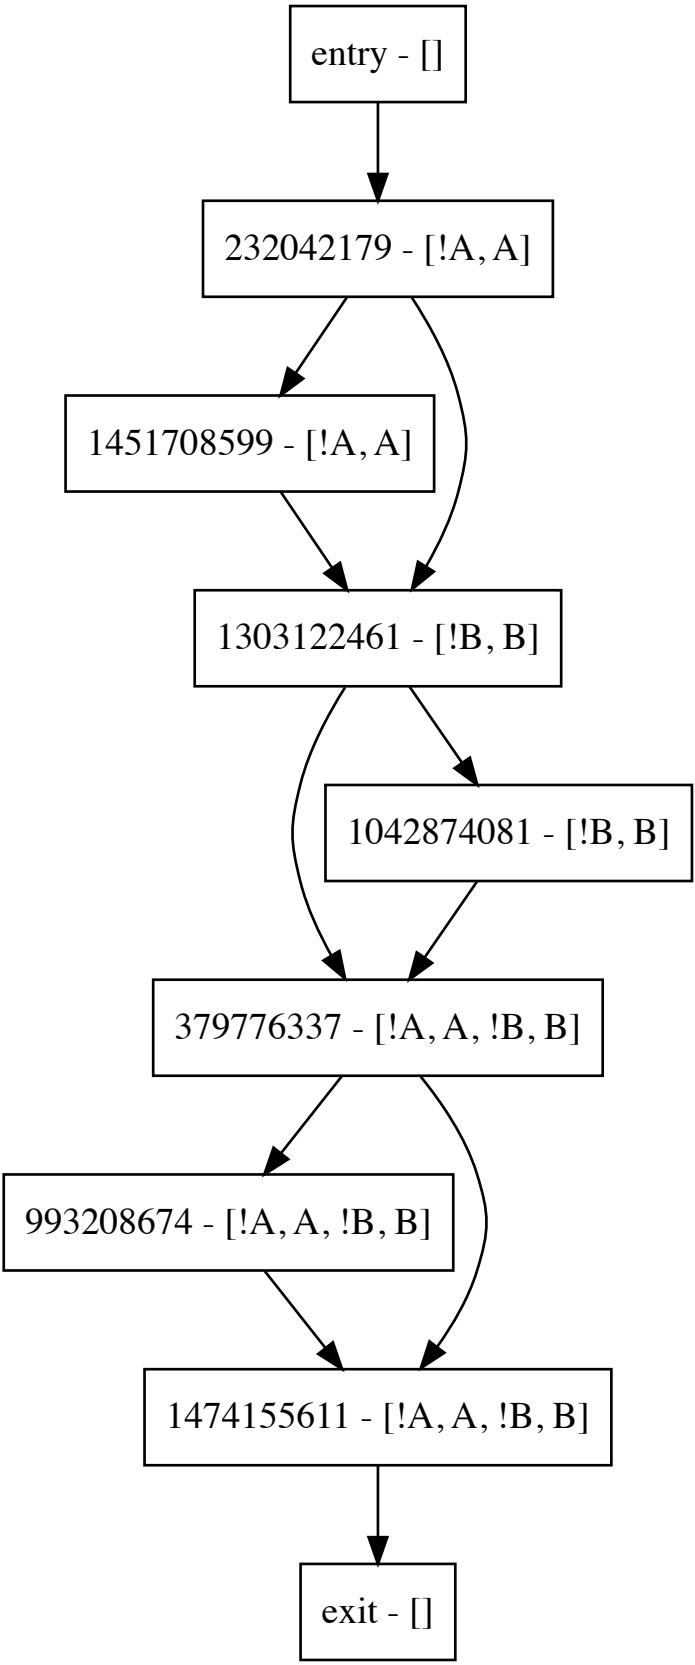 entry - []
232042179 - [!A, A]
1451708599 - [!A, A]
1303122461 - [!B, B]
1042874081 - [!B, B]
379776337 - [!A, A, !B, B]
993208674 - [!A, A, !B, B]
1474155611 - [!A, A, !B, B]
exit - []